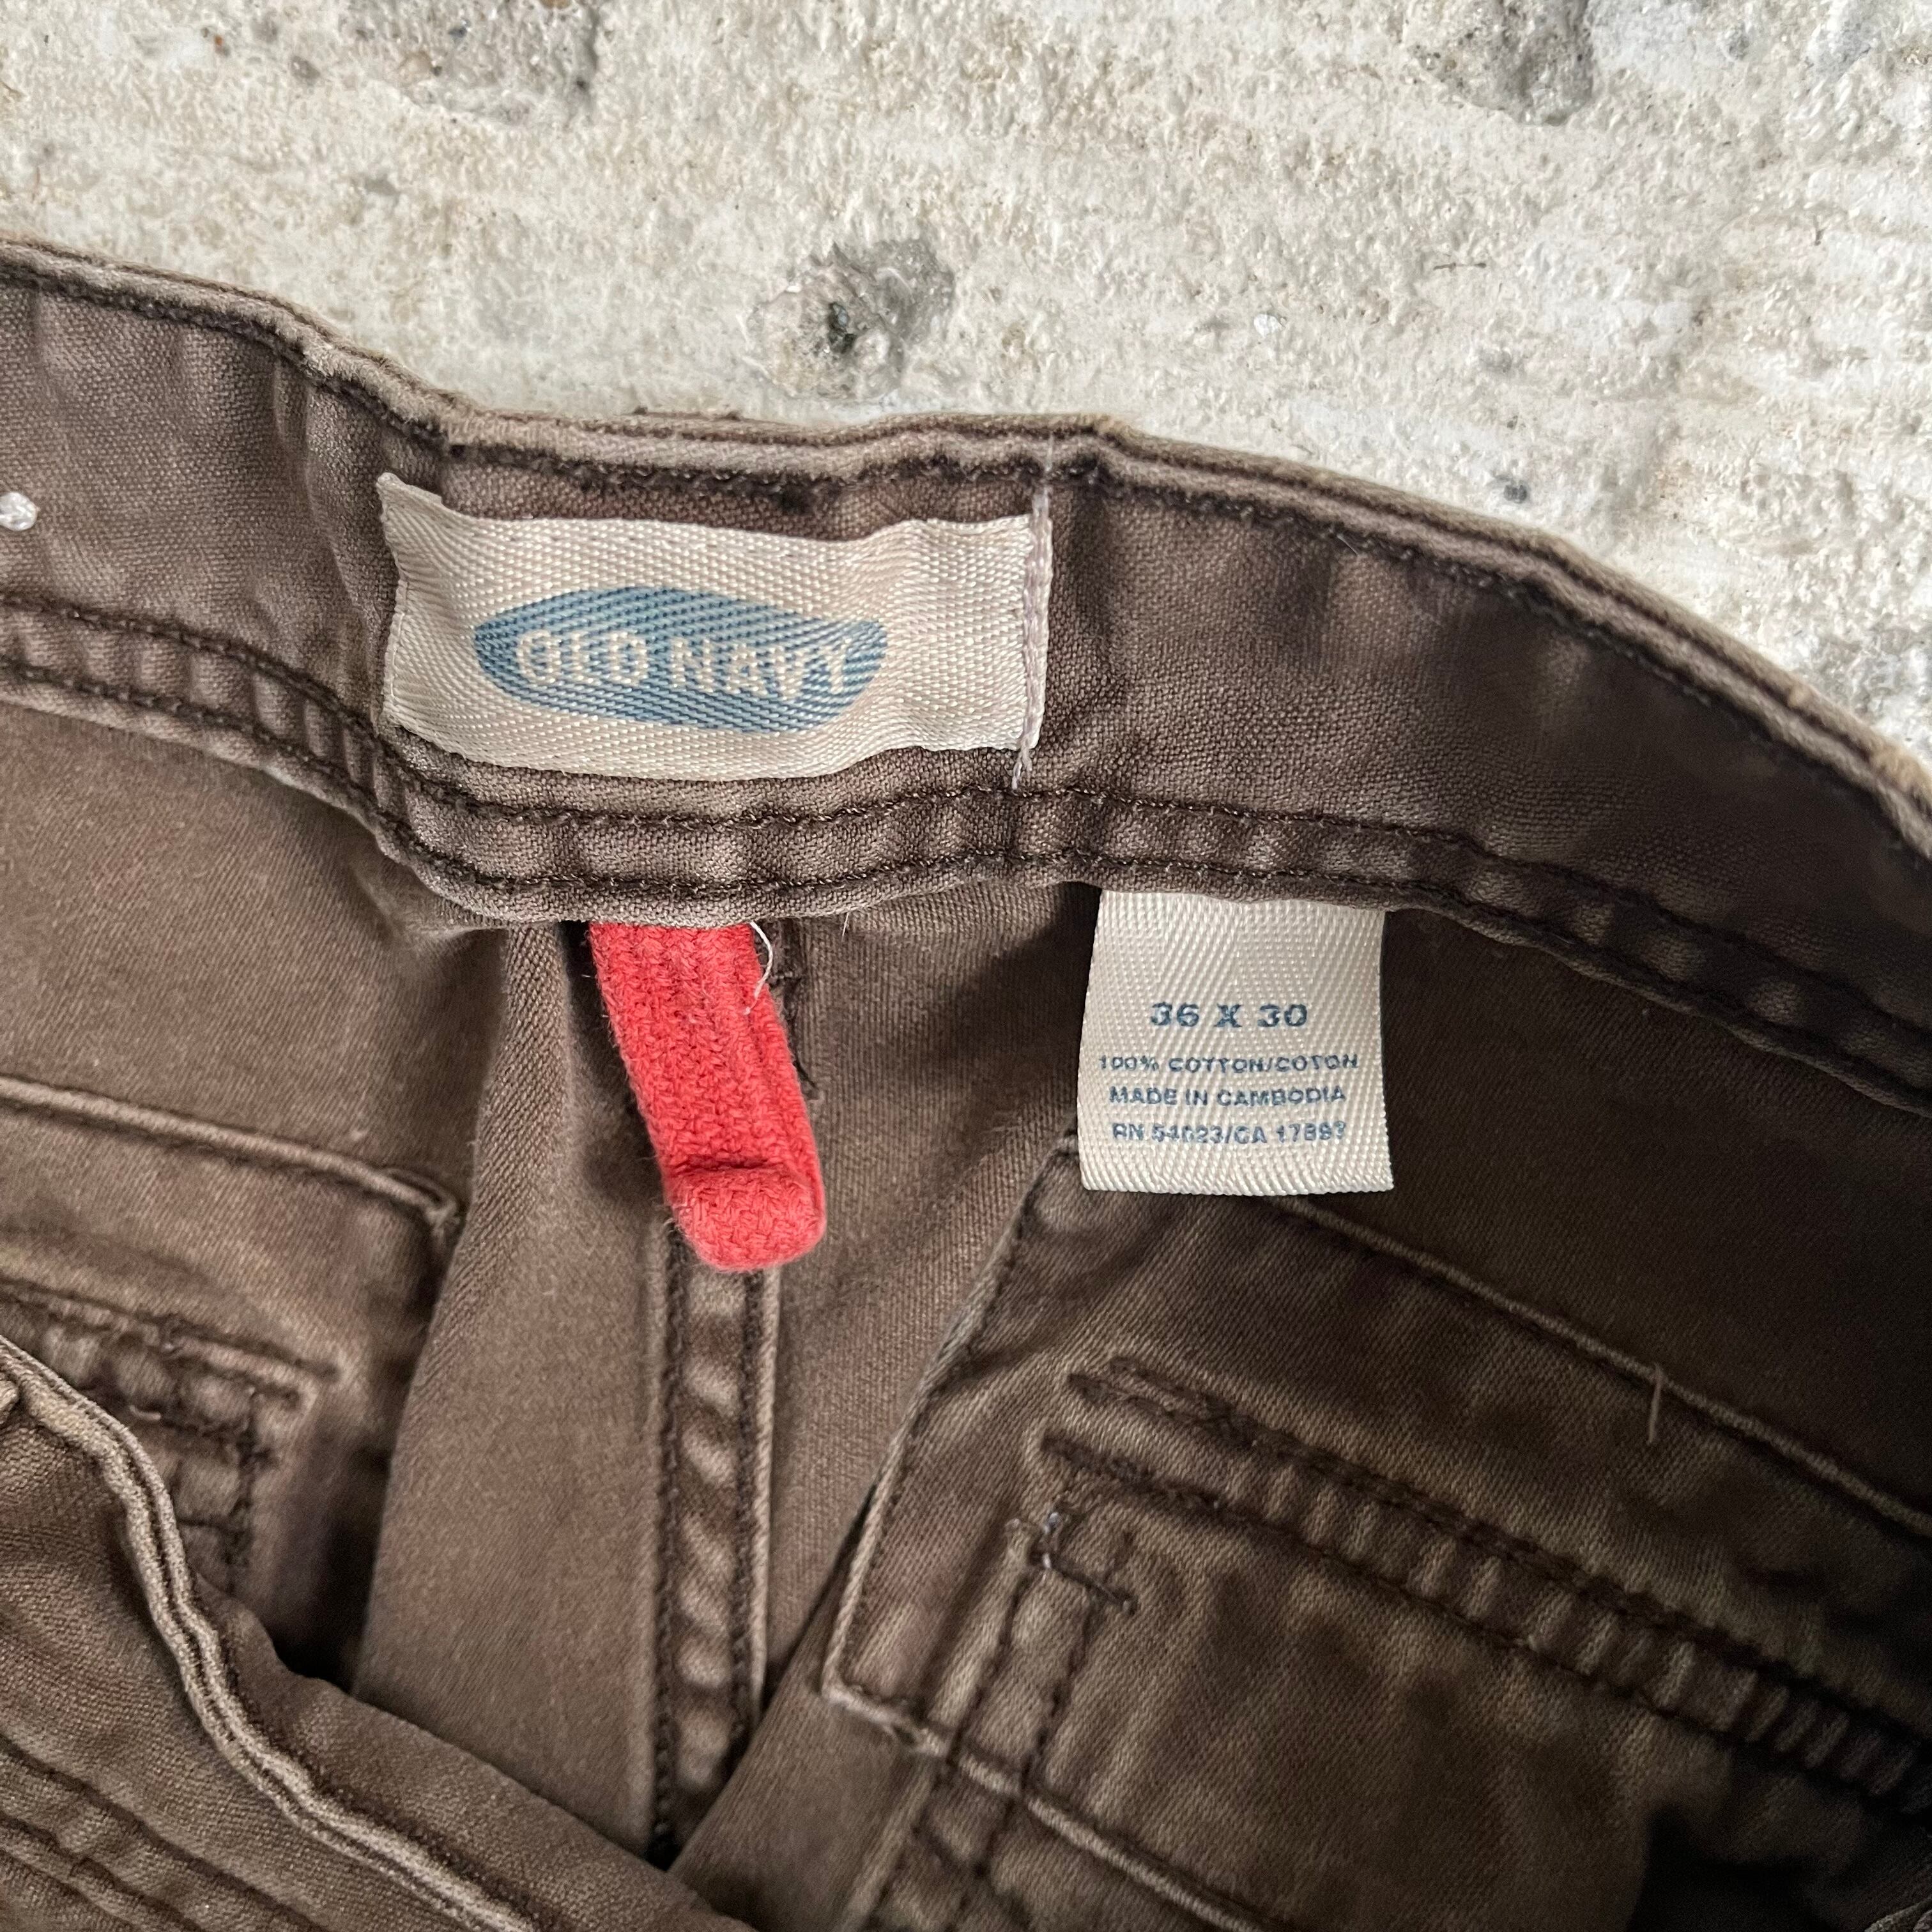 OLD NAVY
36 X 30
100% COTTON/COTON
MADE IN CAMBODIA
RN 54023/CA 17897